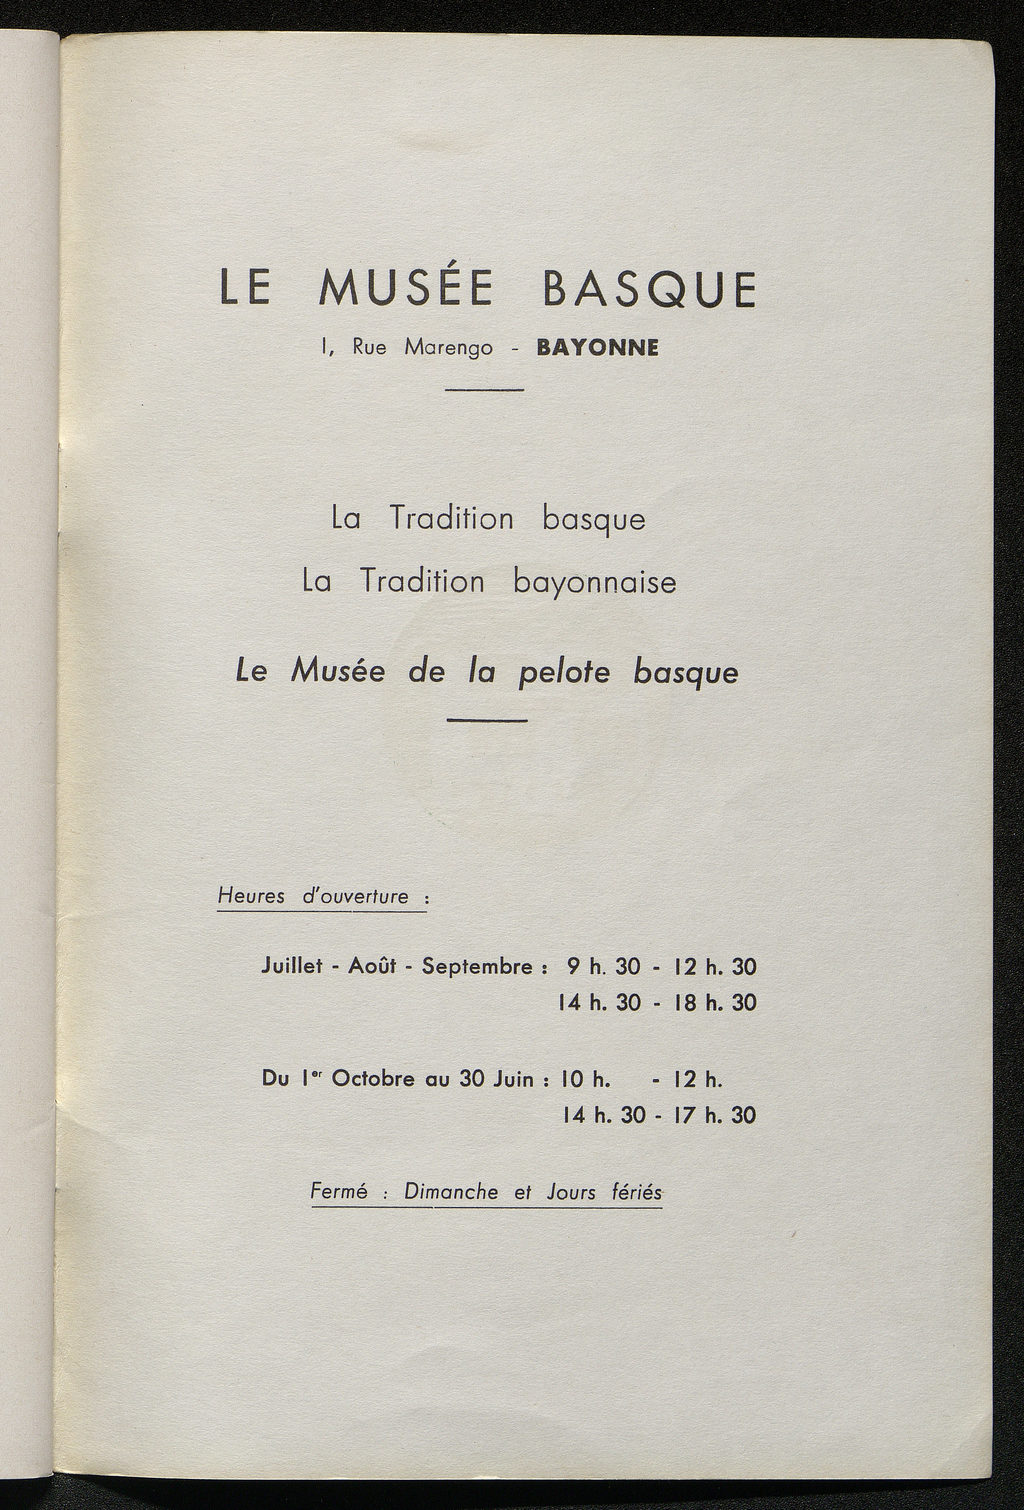 LE MUSÉE BASQUE
1, Rue Marengo - BAYONNE
La Tradition basque
La Tradition bayonnaise
Le Musée de la pelote basque
Heures d'ouverture :
Juillet - Août - Septembre : 9 h. 30 - 12 h. 30
14 h. 30 - 18 h. 30
Du 1er Octobre au 30 Juin : 10 h. - 12 h.
14 h. 30 - 17 h. 30
Fermé : Dimanche et Jours fériés